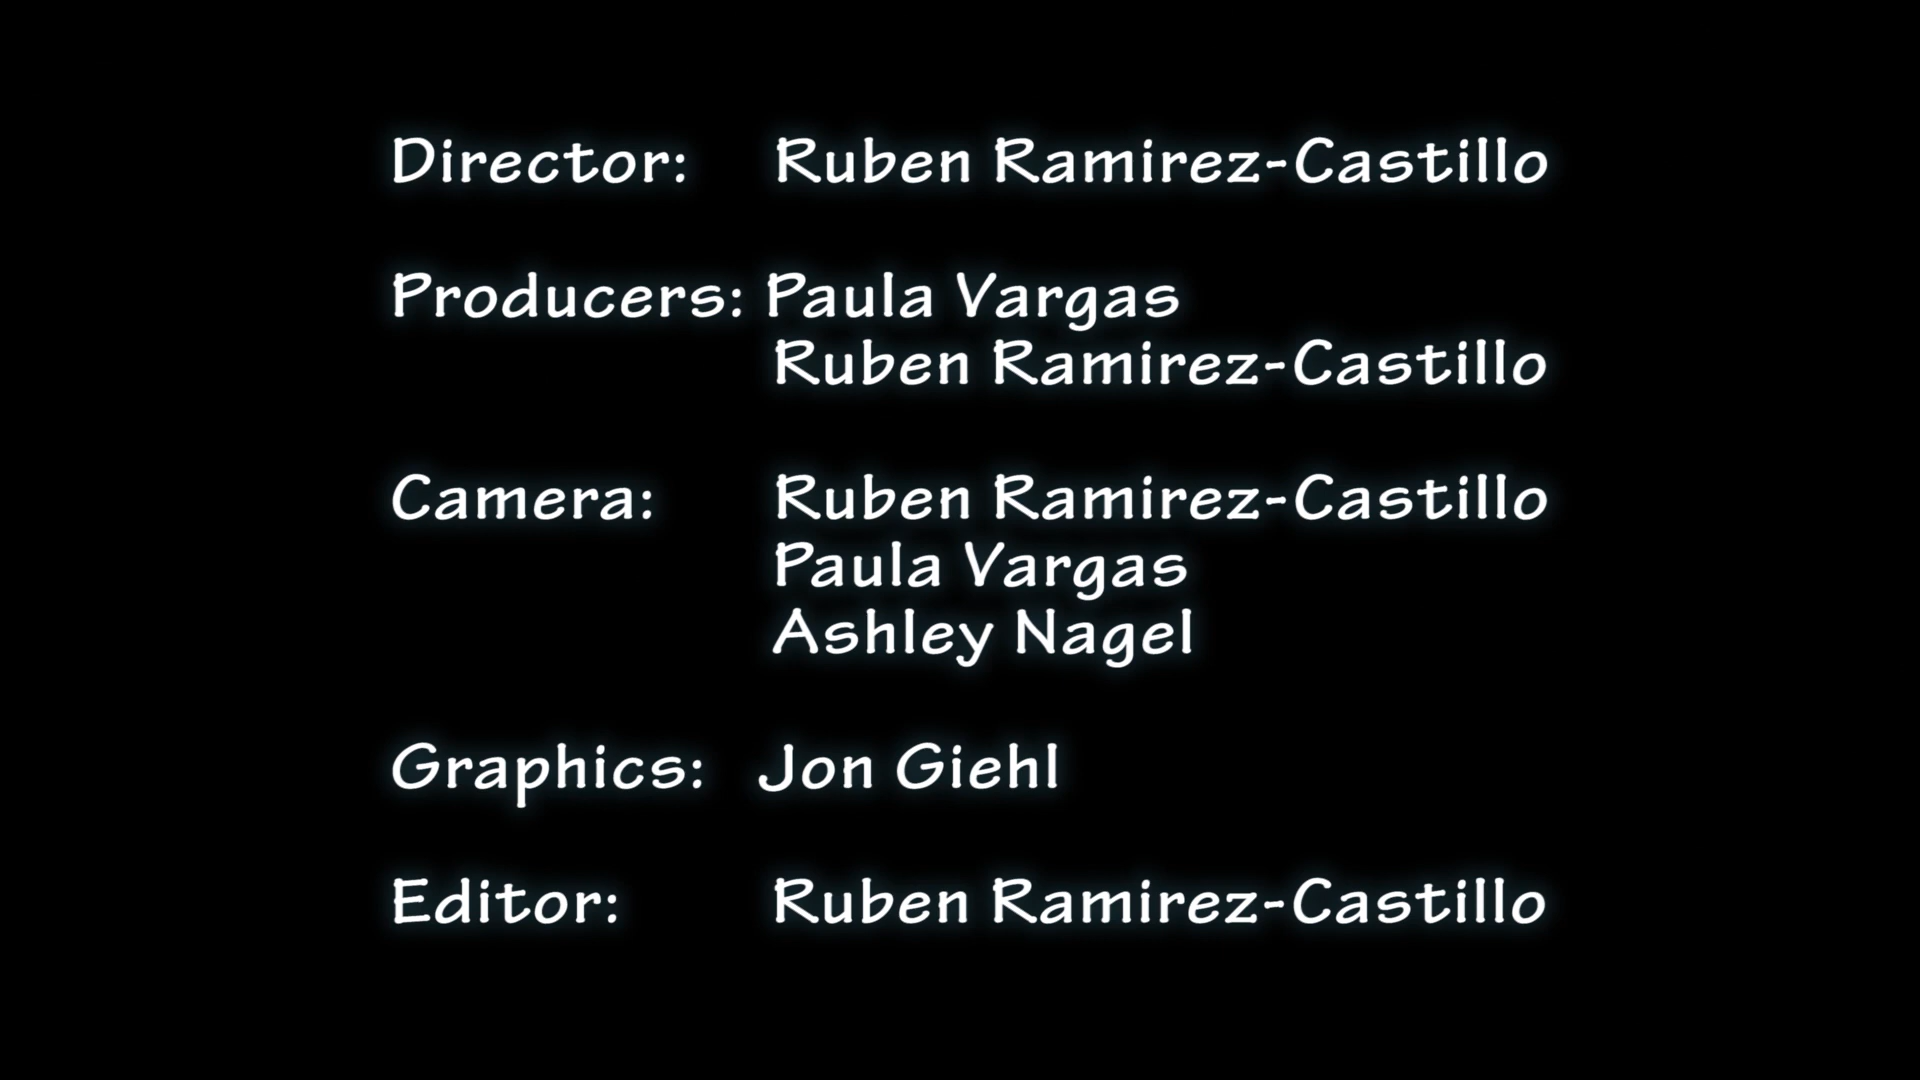 Director: Ruben Ramirez-Castillo
Producers: Paula Vargas
Ruben Ramirez-Castillo
Camera: Ruben Ramirez-Castillo
Paula Vargas
Ashley Nagel
Graphics: Jon Giehl
Editor: Ruben Ramirez-Castillo